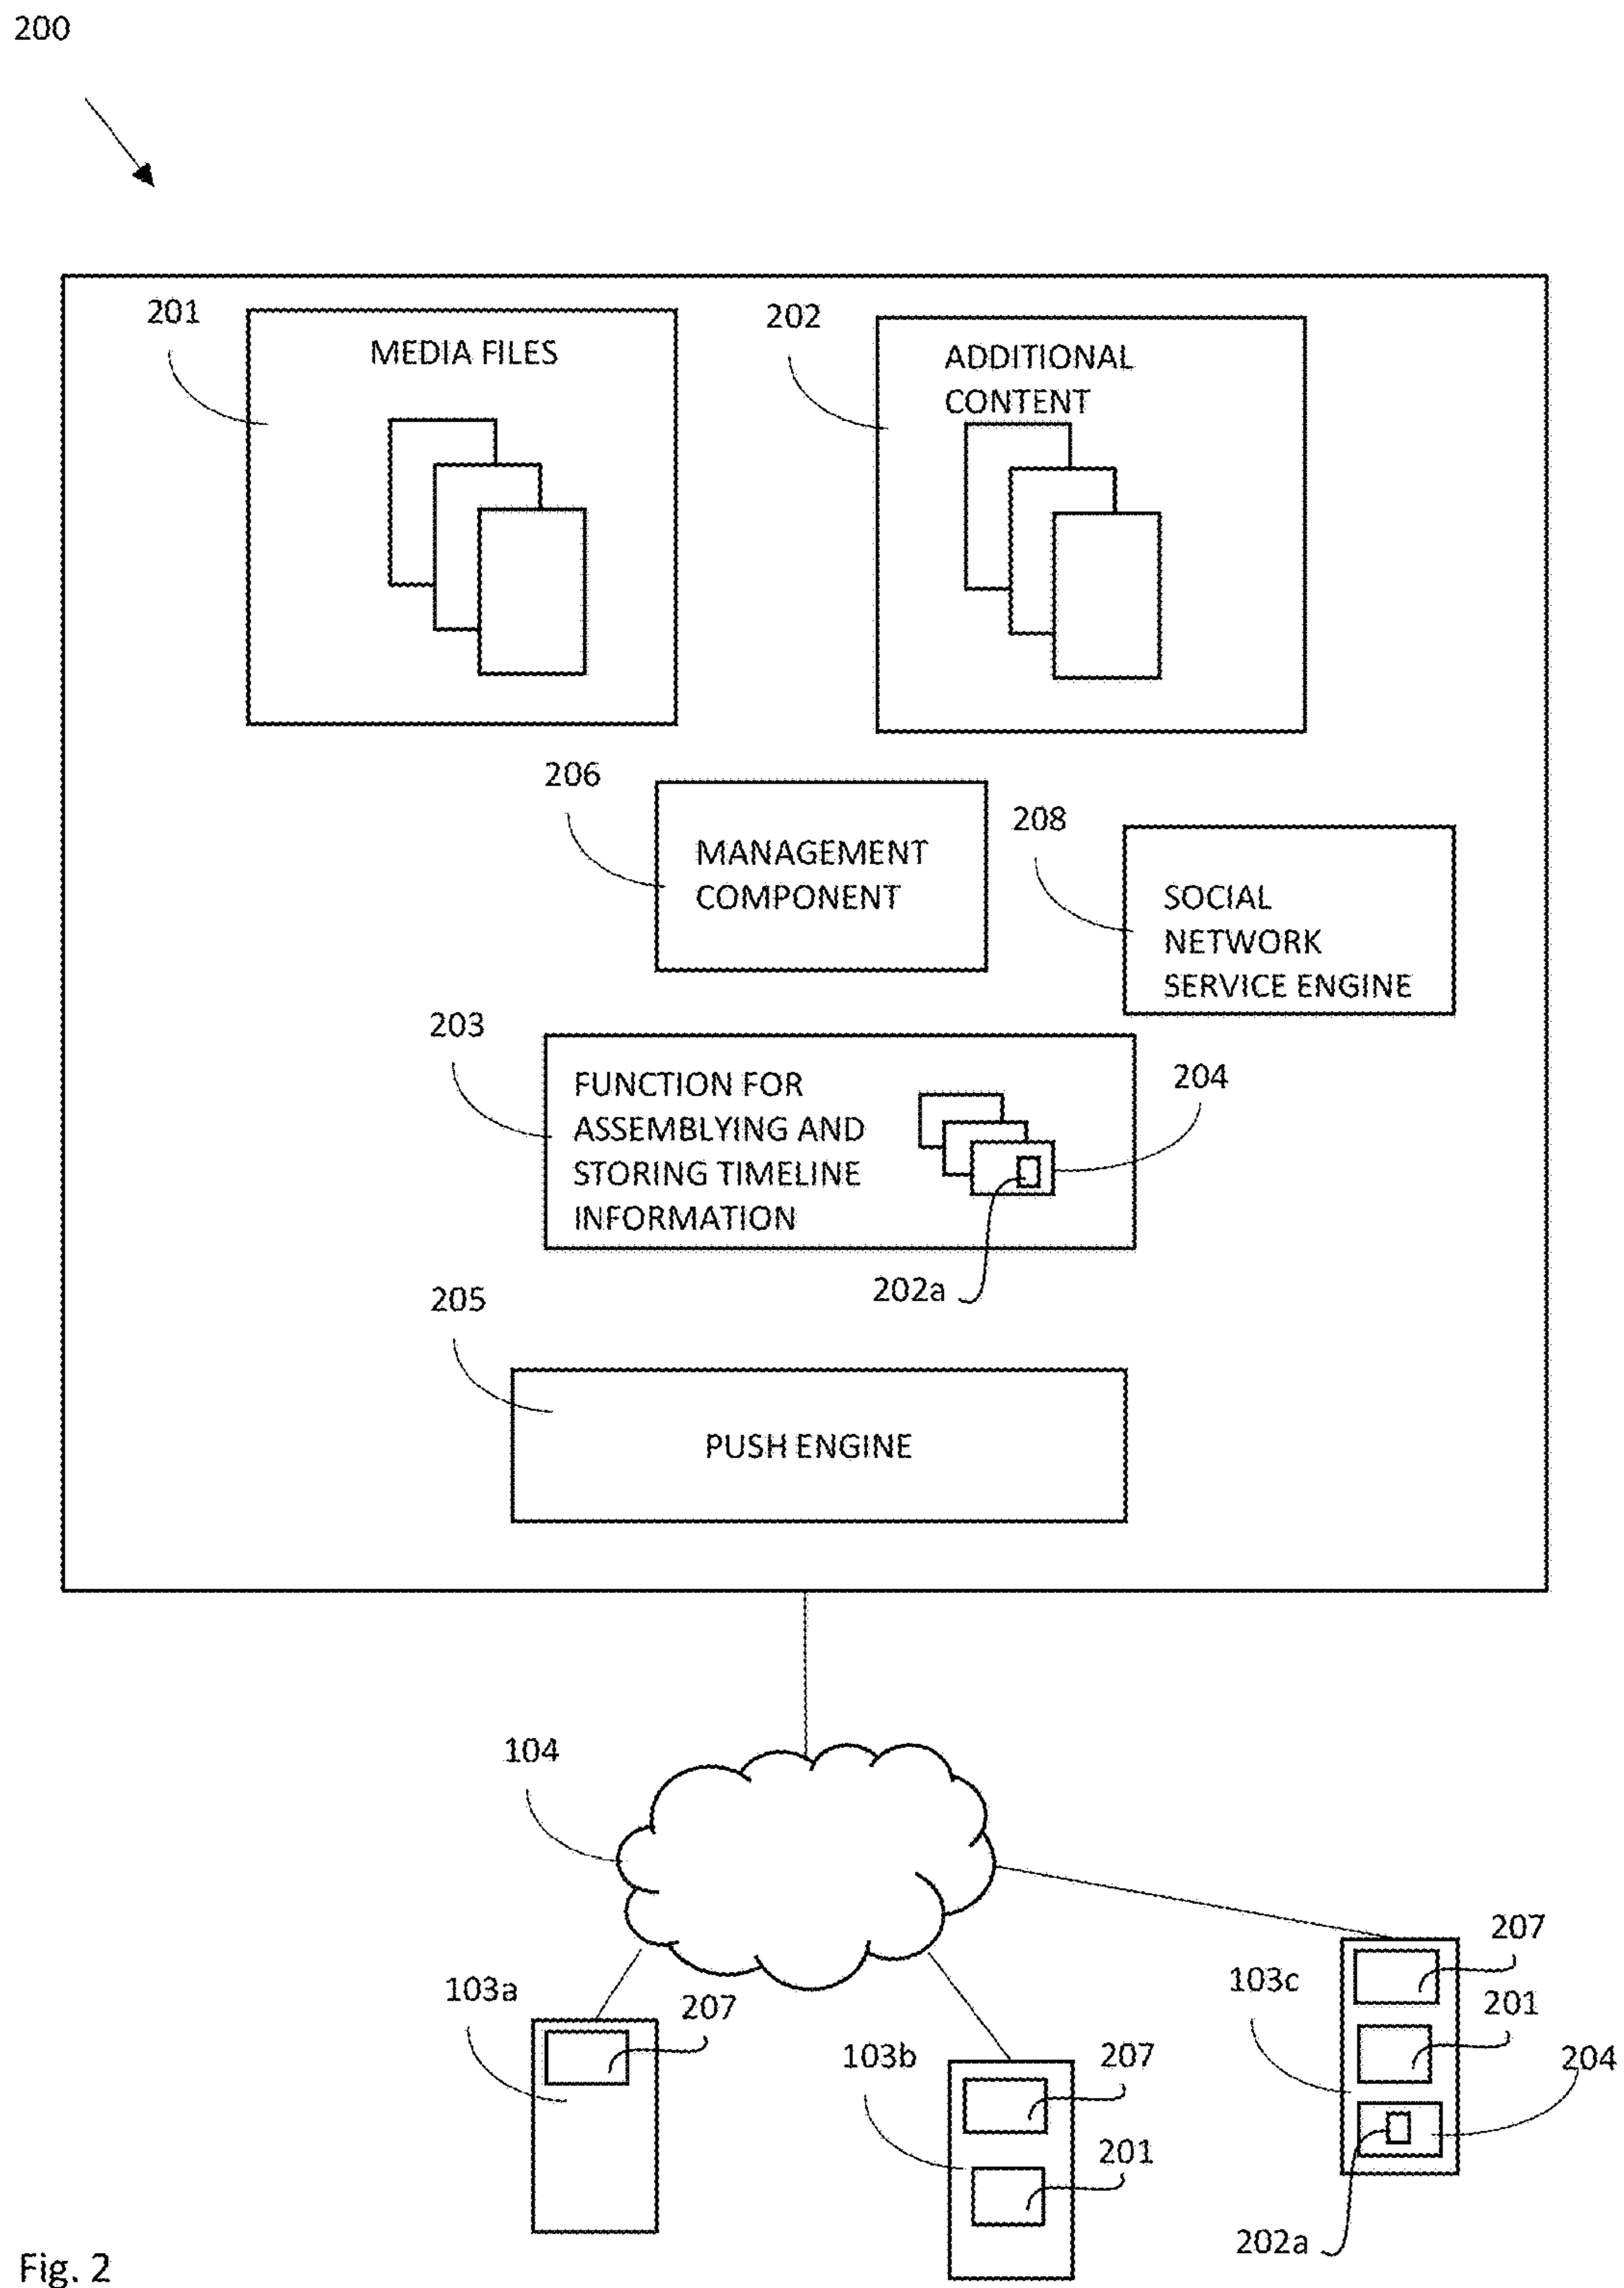 200
201
MEDIA FILES
202
ADDITIONAL
CONTENT
206
MANAGEMENT
COMPONENT
208
SOCIAL
NETWORK
SERVICE ENGINE
203
FUNCTION FOR
ASSEMBLYING AND
STORING TIMELINE
INFORMATION
204
202a
205
PUSH ENGINE
104
103a
207
103b
207
201
103c
207
201
204
202a
Fig. 2